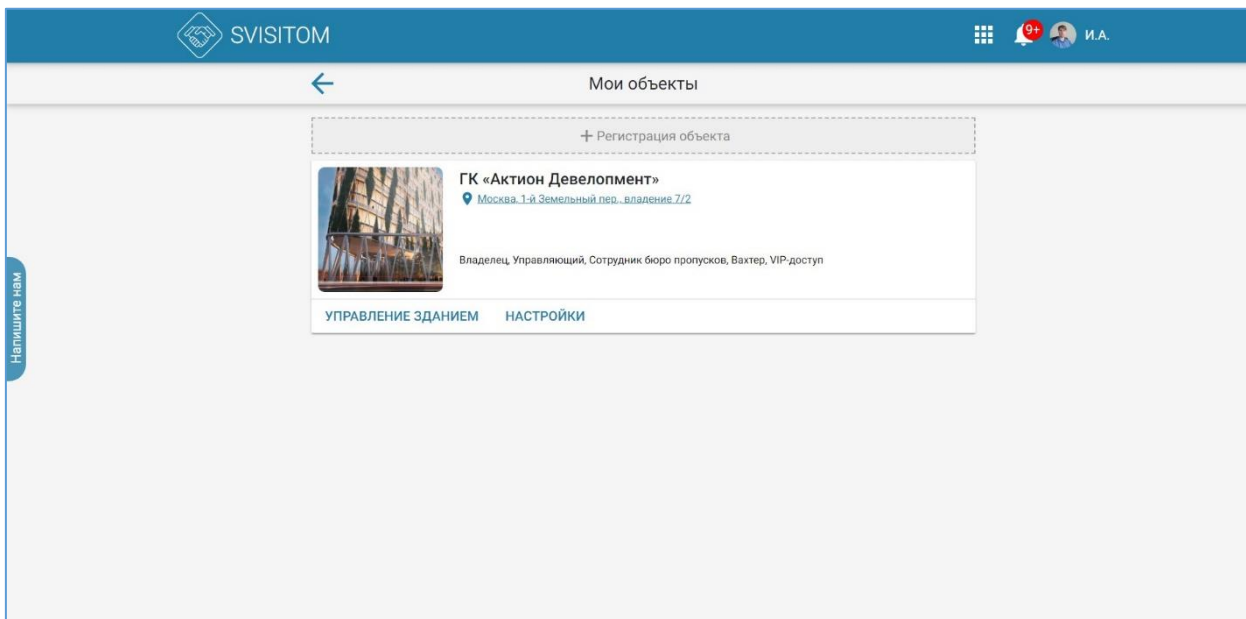 SVISITOM
9+
И.А.
Мои объекты
+ Регистрация объекта
ГК «Актион Девелопмент»
Москва, 1-й Земельный пер., владение 7/2
Владелец, Управляющий, Сотрудник бюро пропусков, Вахтер, VIP-доступ
УПРАВЛЕНИЕ ЗДАНИЕМ НАСТРОЙКИ
Напишите нам